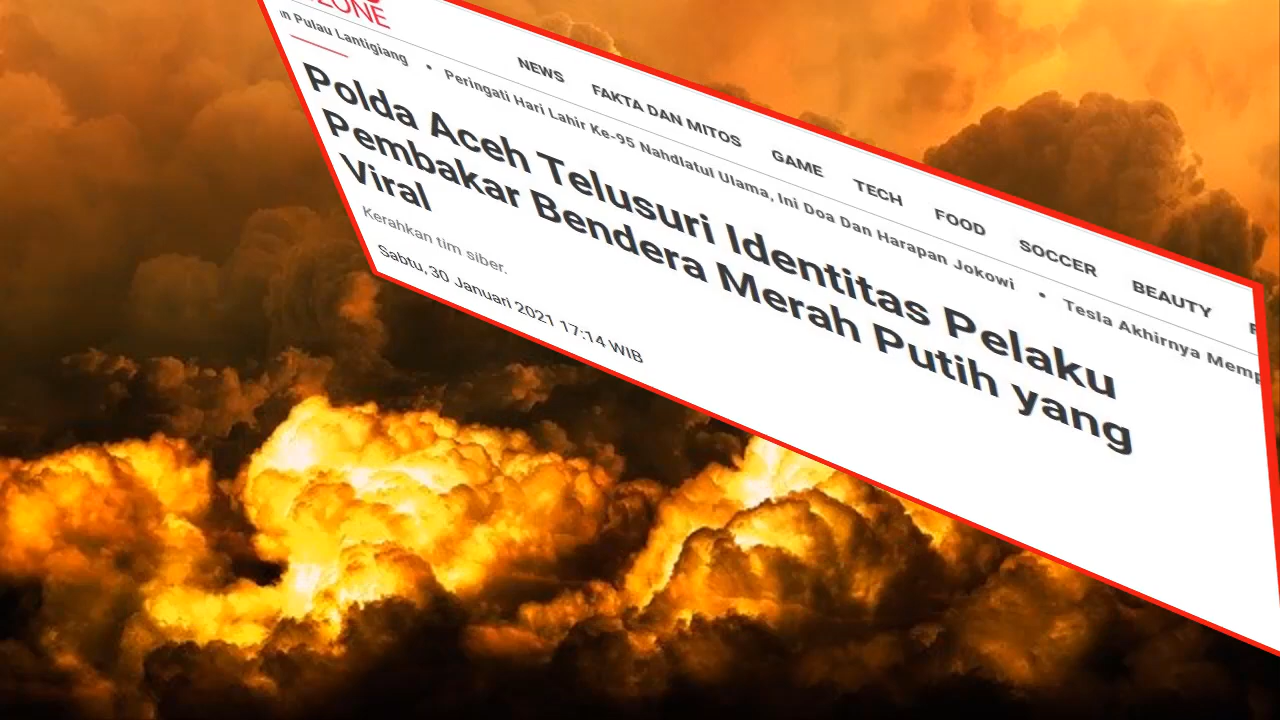 ZONE
NEWS FAKTA DAN MITOS GAME TECH FOOD SOCCER BEAUTY
Pulau Lantigiang • Peringati Hari Lahir Ke-95 Nahdlatul Ulama, Ini Doa Dan Harapan Jokowi • Tesla Akhirnya
Polda Aceh Telusuri Identitas Pelaku
Pembakar Bendera Merah Putih yang
Viral
Kerahkan tim siber.
Sabtu, 30 Januari 2021 17:14 WIB